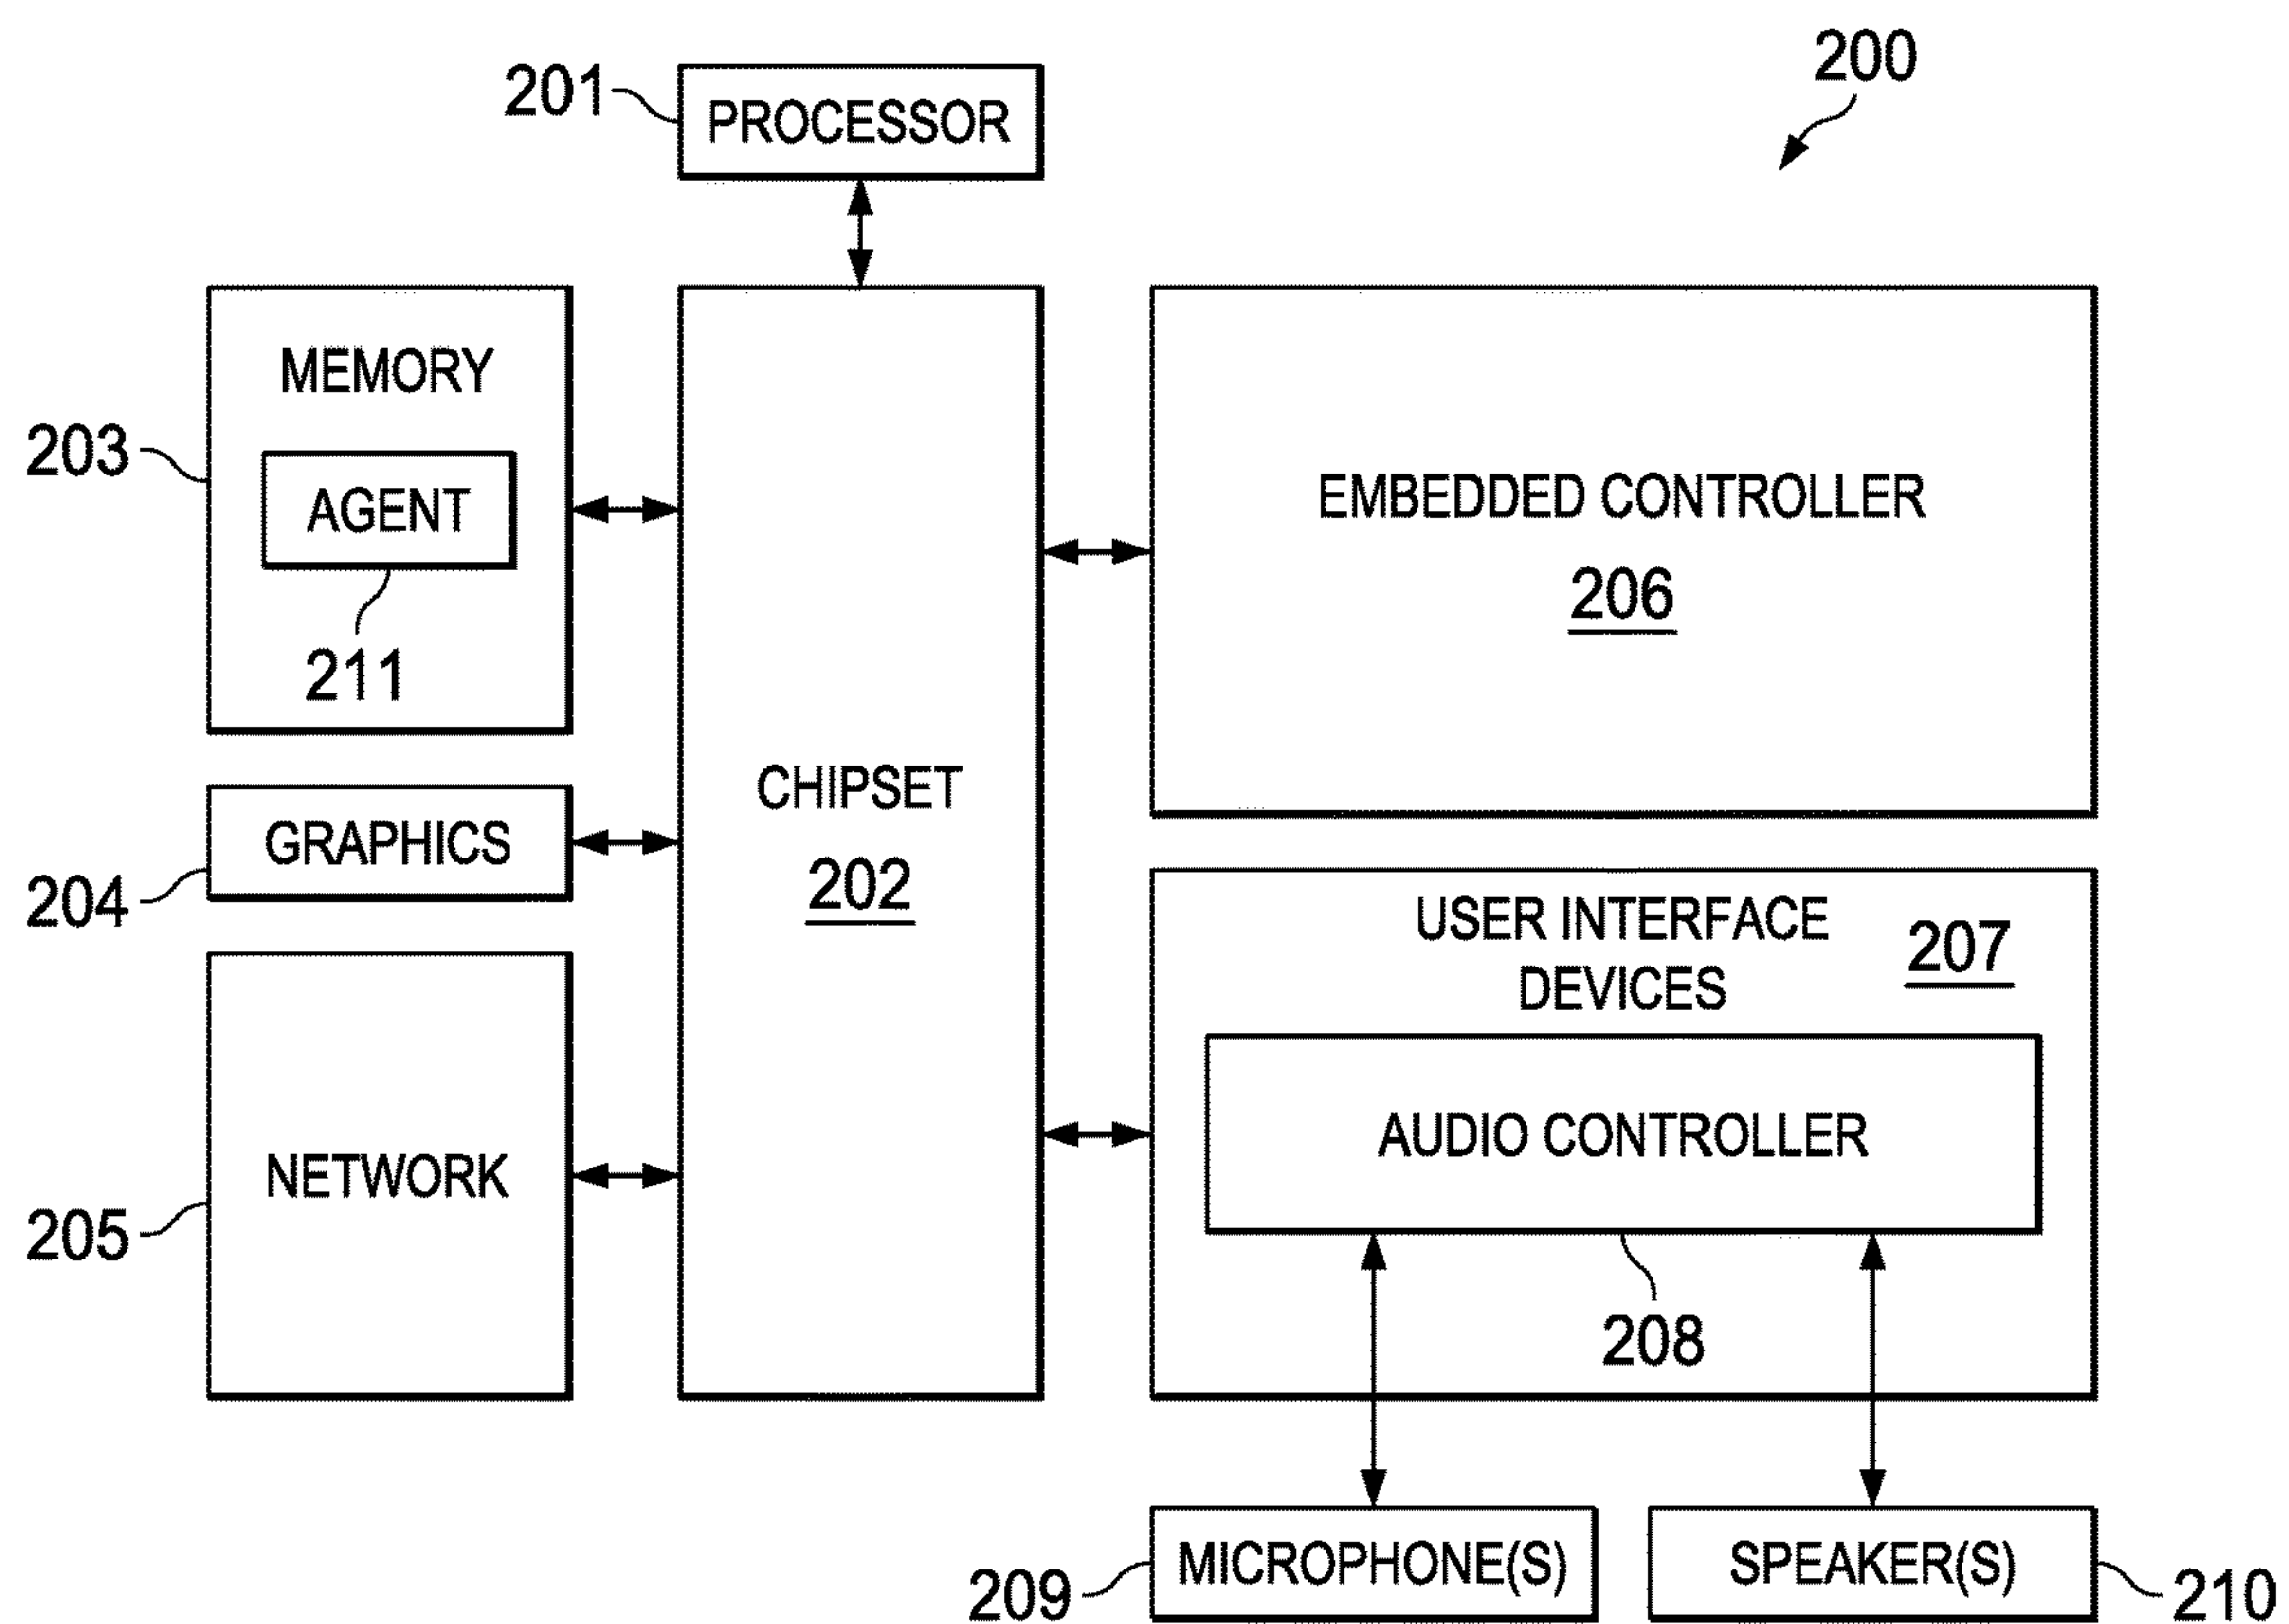 200
201
PROCESSOR
MEMORY
203
AGENT
211
EMBEDDED CONTROLLER
206
CHIPSET
202
GRAPHICS
204
USER INTERFACE
DEVICES
207
AUDIO CONTROLLER
208
NETWORK
205
MICROPHONE(S)
209
SPEAKER(S)
210